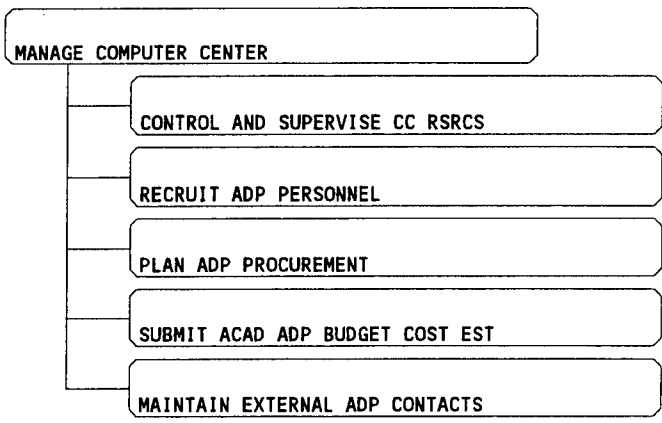 MANAGE COMPUTER CENTER
CONTROL AND SUPERVISE CC RSRCS
RECRUIT ADP PERSONNEL
PLAN ADP PROCUREMENT
SUBMIT ACAD ADP BUDGET COST EST
MAINTAIN EXTERNAL ADP CONTACTS